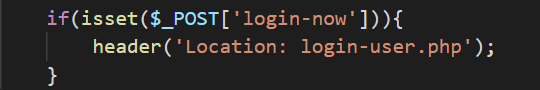 if(isset($_POST['login-now'])){
header('Location: login-user.php');
}